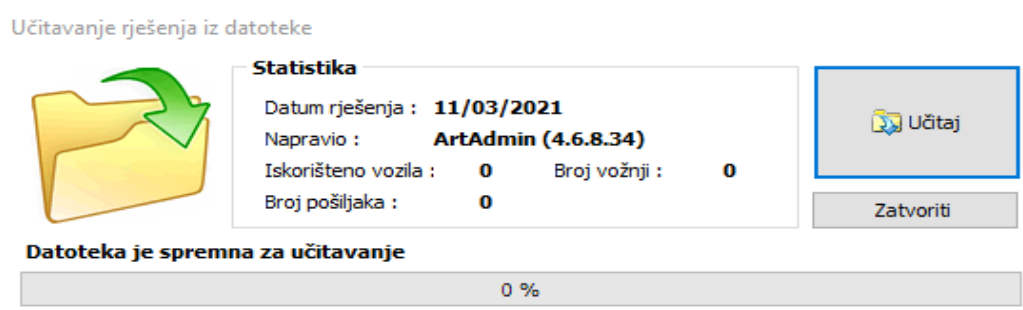 Učitavanje rješenja iz datoteke
Statistika
Datum rješenja : 11/03/2021
Napravio : ArtAdmin (4.6.8.34)
Iskorišteno vozila : 0 Broj vožnji : 0
Broj pošiljaka : 0
Učitaj
Zatvoriti
Datoteka je spremna za učitavanje
0 %